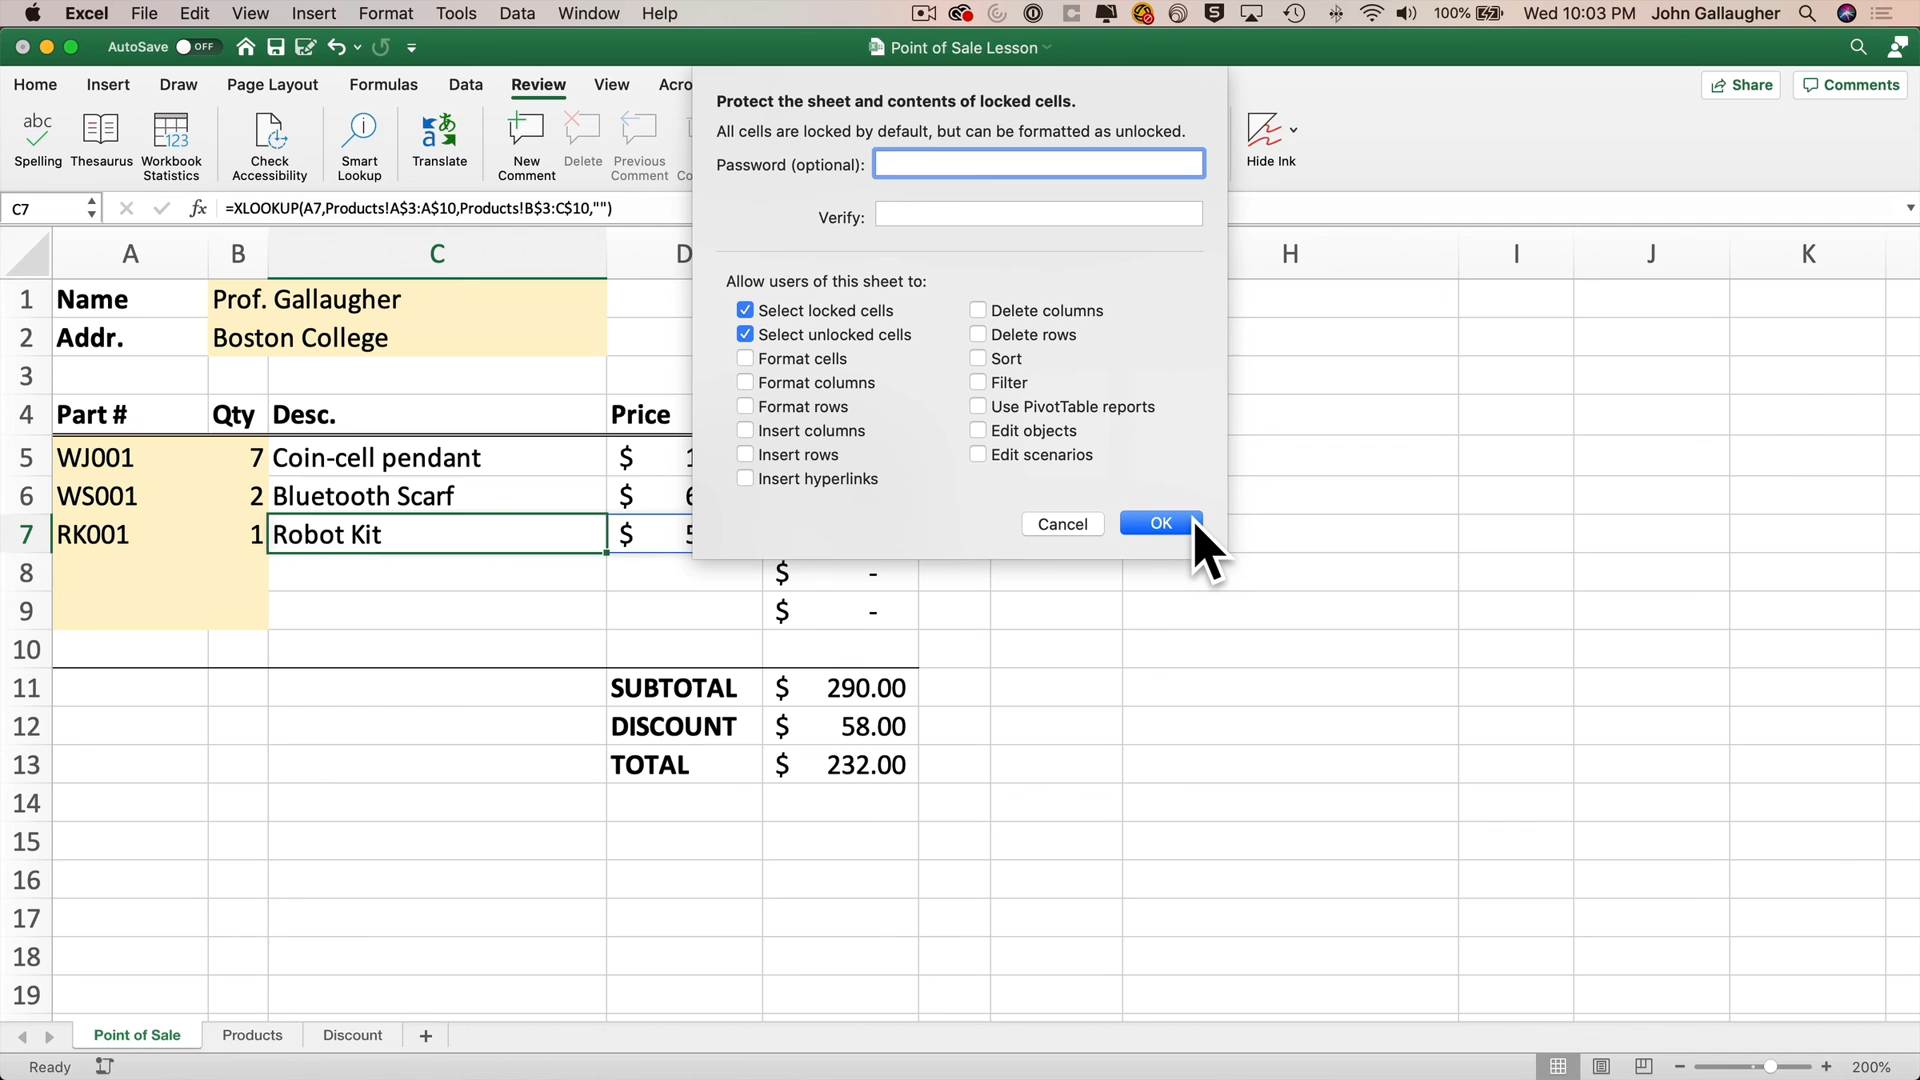 Excel File Edit View Insert Format Tools Data Window Help 100% Wed 10:03 PM John Gallaugher
AutoSave OFF Point of Sale Lesson
Home Insert Draw Page Layout Formulas Data Review View Acro Share Comments
Spelling Thesaurus Workbook Statistics Check Accessibility Smart Lookup Translate New Comment Delete Previous Comment Hide Ink
C7 fx =XLOOKUP(A7,Products!A$3:A$10,Products!B$3:C$10,"")
Protect the sheet and contents of locked cells.
All cells are locked by default, but can be formatted as unlocked.
Password (optional):
Verify:
Allow users of this sheet to:
Select locked cells Delete columns
Select unlocked cells Delete rows
Format cells Sort
Format columns Filter
Format rows Use PivotTable reports
Insert columns Edit objects
Insert rows Edit scenarios
Insert hyperlinks
Cancel OK
A B C D H I J K
1 Name Prof. Gallaugher
2 Addr. Boston College
3
4 Part # Qty Desc. Price
5 WJ001 7 Coin-cell pendant $
6 WS001 2 Bluetooth Scarf $
7 RK001 1 Robot Kit $
8 $ -
9 $ -
10
11 SUBTOTAL $ 290.00
12 DISCOUNT $ 58.00
13 TOTAL $ 232.00
14
15
16
17
18
19
Point of Sale Products Discount +
Ready 200%